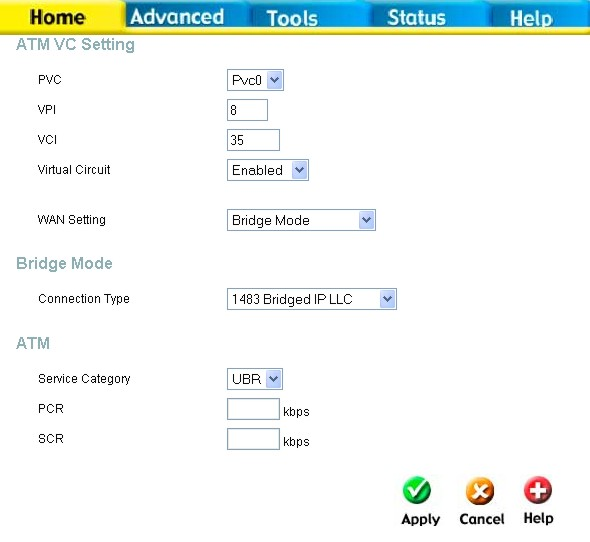 Home Advanced Tools Status Help
ATM VC Setting
PVC Pvc0
VPI 8
VCI 35
Virtual Circuit Enabled
WAN Setting Bridge Mode
Bridge Mode
Connection Type 1483 Bridged IP LLC
ATM
Service Category UBR
PCR kbps
SCR kbps
Apply Cancel Help